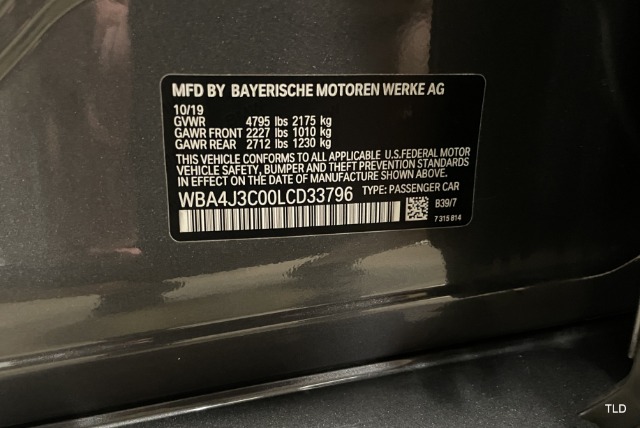 MFD BY BAYERISCHE MOTOREN WERKE AG
10/19
GVWR 4795 lbs 2175 kg
GAWR FRONT 2227 lbs 1010 kg
GAWR REAR 2712 lbs 1230 kg
THIS VEHICLE CONFORMS TO ALL APPLICABLE U.S.FEDERAL MOTOR
VEHICLE SAFETY, BUMPER AND THEFT PREVENTION STANDARDS
IN EFFECT ON THE DATE OF MANUFACTURE SHOWN ABOVE.
WBA4J3C00LCD33796 TYPE: PASSENGER CAR
B39/7
7 315 814
TLD